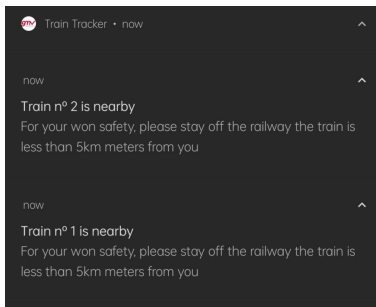 gmv Train Tracker • now
now
Train nº 2 is nearby
For your won safety, please stay off the railway the train is
less than 5km meters from you
now
Train nº 1 is nearby
For your won safety, please stay off the railway the train is
less than 5km meters from you